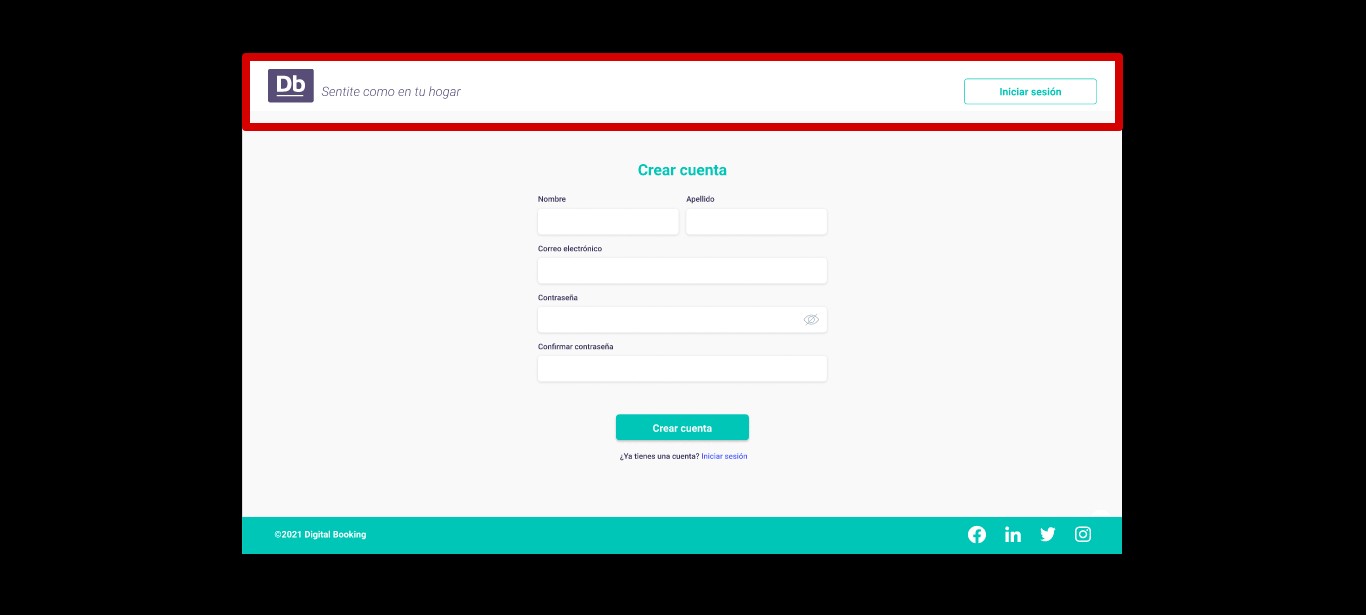 Db
Sentite como en tu hogar
Iniciar sesión
Crear cuenta
Nombre
Apellido
Correo electrónico
Contraseña
Confirmar contraseña
Crear cuenta
¿Ya tienes una cuenta? Iniciar sesión
©2021 Digital Booking